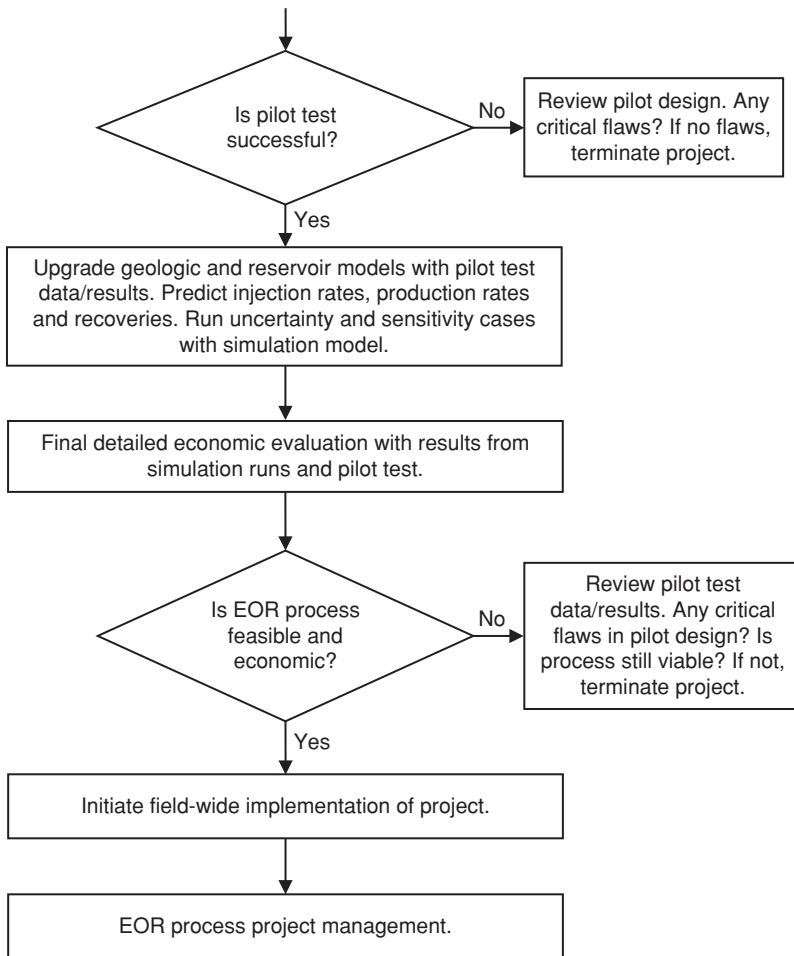 Is pilot test
successful?
No
Review pilot design. Any
critical flaws? If no flaws,
terminate project.
Yes
Upgrade geologic and reservoir models with pilot test
data/results. Predict injection rates, production rates
and recoveries. Run uncertainty and sensitivity cases
with simulation model.
Final detailed economic evaluation with results from
simulation runs and pilot test.
Is EOR process
feasible and
economic?
No
Review pilot test
data/results. Any critical
flaws in pilot design? Is
process still viable? If not,
terminate project.
Yes
Initiate field-wide implementation of project.
EOR process project management.